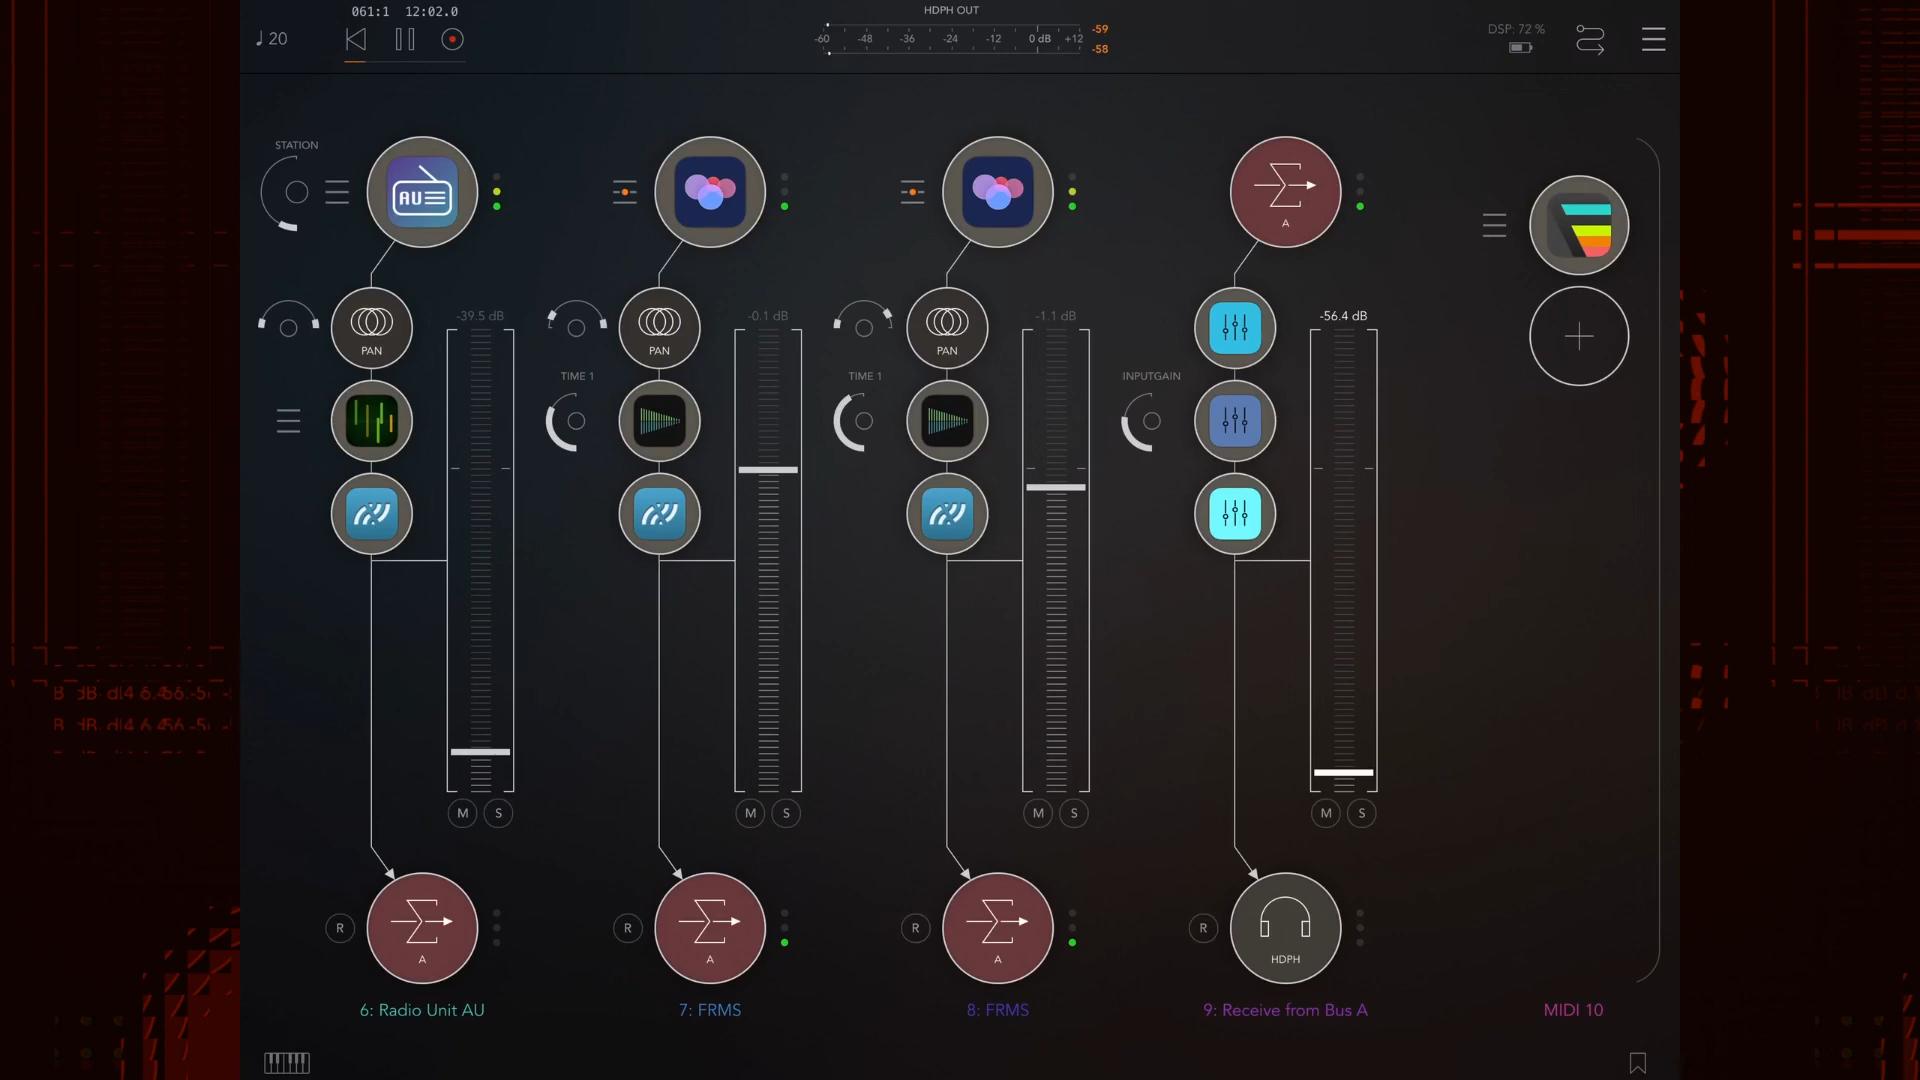 061:1 12:02.0
HDPH OUT
20
-60 -48 -36 -24 -12 0 dB +12
-59
-58
DSP: 72 %
STATION
AU
A
-39.5 dB
-0.1 dB
-1.1 dB
-56.4 dB
PAN
PAN
PAN
TIME 1
TIME 1
INPUTGAIN
M S
M S
M S
M S
R
R
R
R
A
A
A
HDPH
6: Radio Unit AU
7: FRMS
8: FRMS
9: Receive from Bus A
MIDI 10